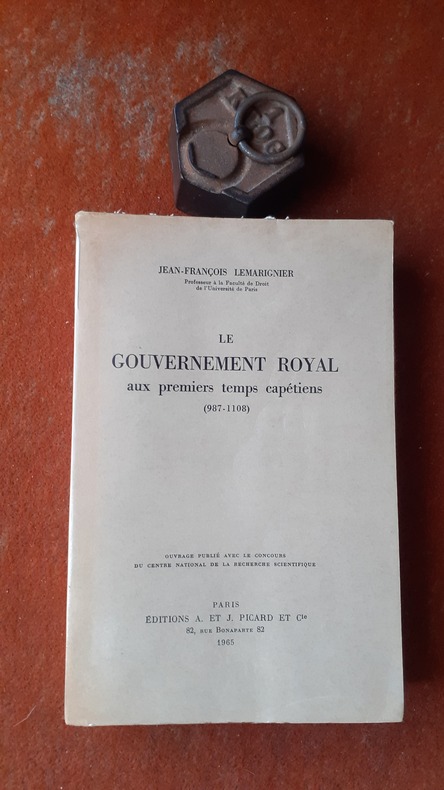 JEAN-FRANÇOIS LEMARIGNIER
Professeur à la Faculté de Droit
de l'Université de Paris
LE
GOUVERNEMENT ROYAL
aux premiers temps capétiens
(987-1108)
OUVRAGE PUBLIÉ AVEC LE CONCOURS
DU CENTRE NATIONAL DE LA RECHERCHE SCIENTIFIQUE
PARIS
ÉDITIONS A. ET J. PICARD ET Cie
82, RUE BONAPARTE 82
1965